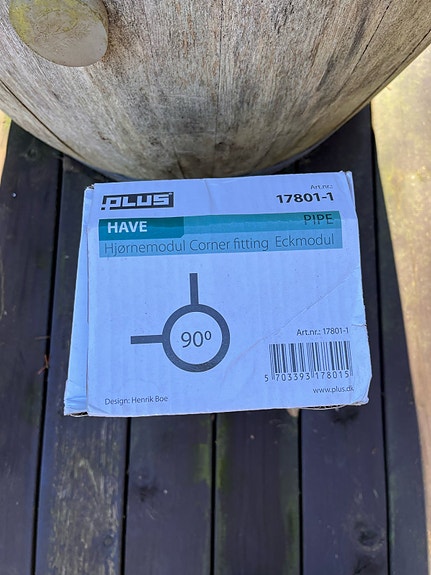 PLUS
Art.nr.:
17801-1
HAVE
PIPE
Hjørnemodul Corner fitting Eckmodul
90º
Art.nr.: 17801-1
5 703393 178015
www.plus.dk
Design: Henrik Boe